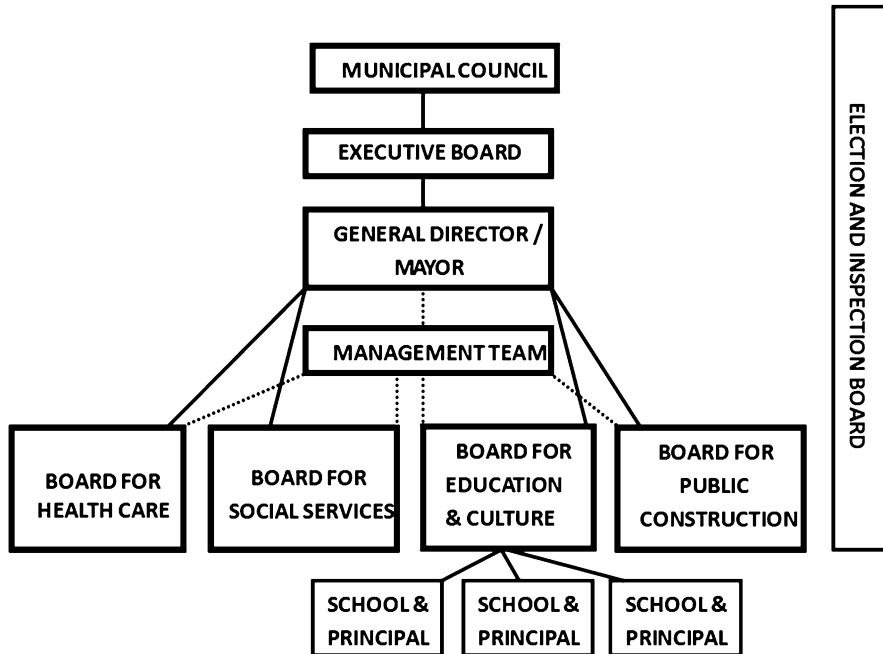 MUNICIPAL COUNCIL
EXECUTIVE BOARD
GENERAL DIRECTOR /
MAYOR
MANAGEMENT TEAM
BOARD FOR
HEALTH CARE
BOARD FOR
SOCIAL SERVICES
BOARD FOR
EDUCATION
& CULTURE
BOARD FOR
PUBLIC
CONSTRUCTION
SCHOOL &
PRINCIPAL
SCHOOL &
PRINCIPAL
SCHOOL &
PRINCIPAL
ELECTION AND INSPECTION BOARD